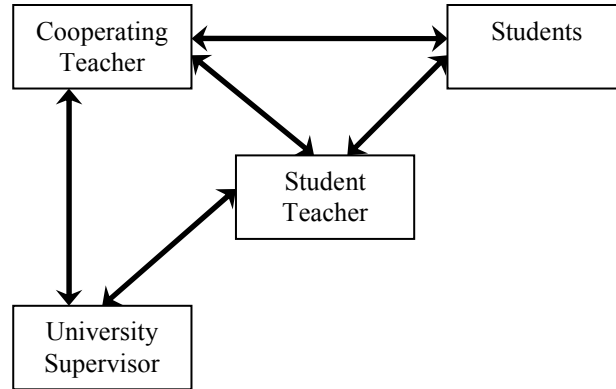 Cooperating
Teacher
Students
Student
Teacher
University
Supervisor